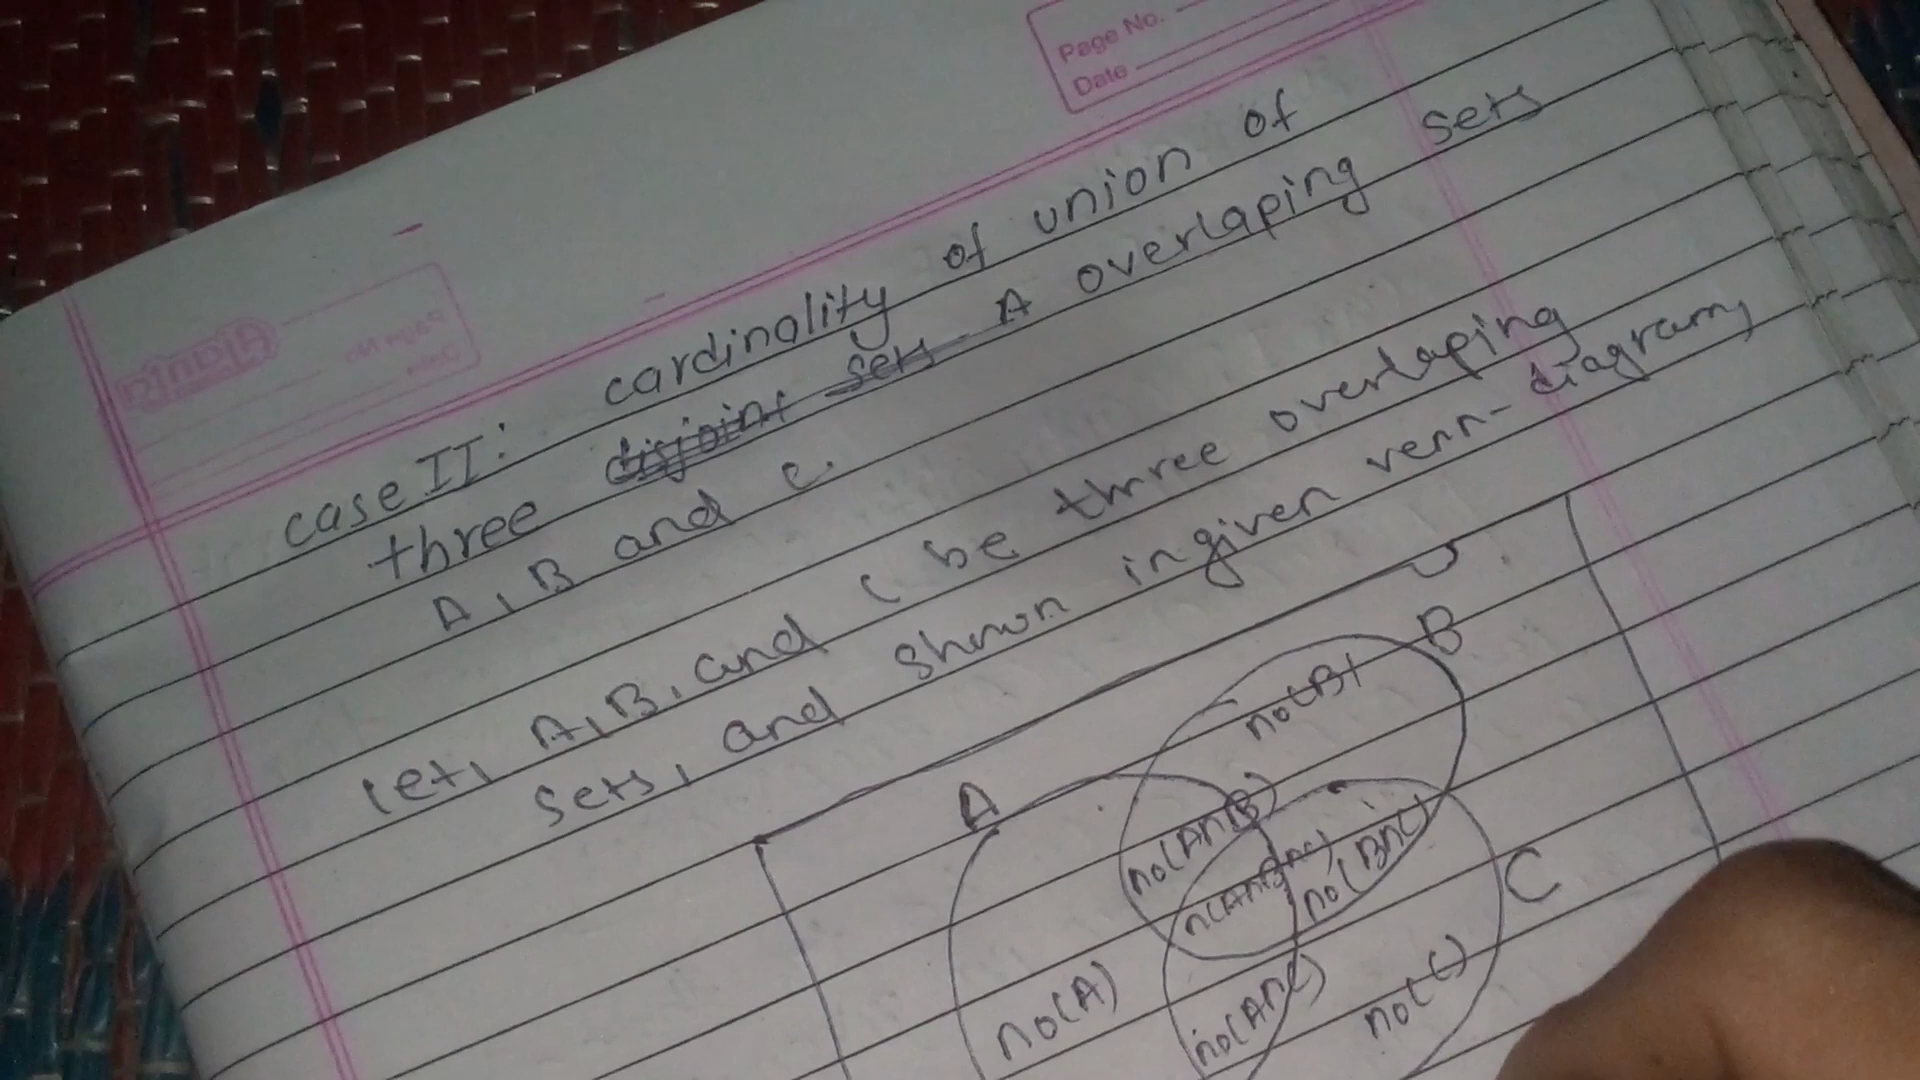 Page No.
Date
case II: cardinality of union of
three disjoint sets A overlaping sets
A, B and C.
let, A, B, and C be three overlaping
sets, and shown in given venn-diagram,
U
B
no(B)
A
no(A∩B)
n(A∩B∩C)
no(B∩C)
C
no(A)
no(A∩C)
no(C)